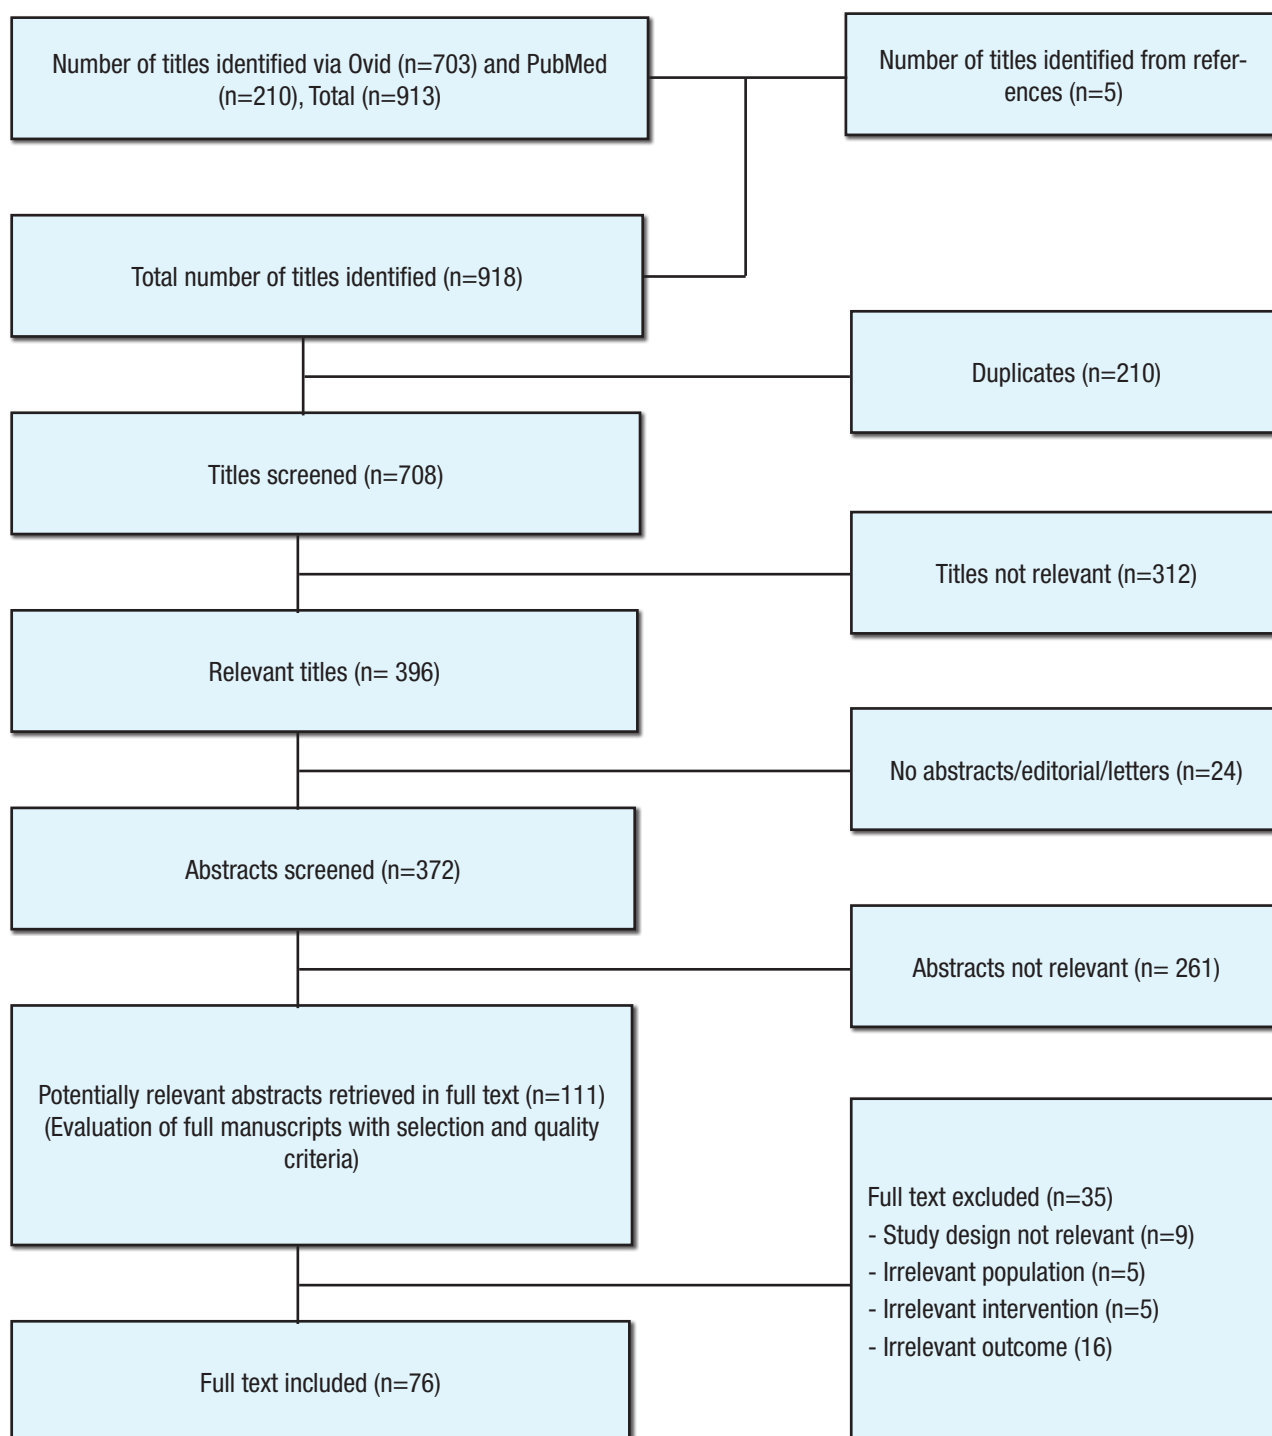 Number of titles identified via Ovid (n=703) and PubMed
(n=210), Total (n=913)
Number of titles identified from refer-
ences (n=5)
Total number of titles identified (n=918)
Duplicates (n=210)
Titles screened (n=708)
Titles not relevant (n=312)
Relevant titles (n= 396)
No abstracts/editorial/letters (n=24)
Abstracts screened (n=372)
Abstracts not relevant (n= 261)
Potentially relevant abstracts retrieved in full text (n=111)
(Evaluation of full manuscripts with selection and quality
criteria)
Full text excluded (n=35)
- Study design not relevant (n=9)
- Irrelevant population (n=5)
- Irrelevant intervention (n=5)
- Irrelevant outcome (16)
Full text included (n=76)